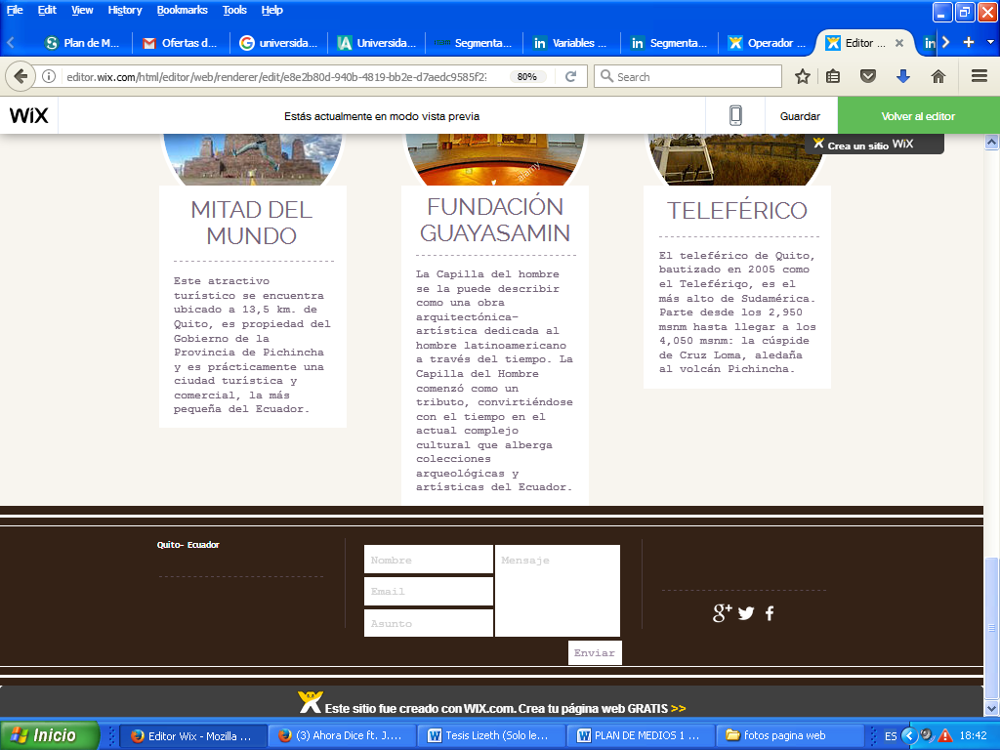 File Edit View History Bookmarks Tools Help
Plan de M... Ofertas d... universida... Universida... Segmenta... Variables ... Segmenta... Operador ... Editor ...
editor.wix.com/html/editor/web/renderer/edit/e8e2b80d-940b-4819-bb2e-d7aedc9585f2? 80% Search
WiX Estás actualmente en modo vista previa Guardar Volver al editor
Crea un sitio WiX
alamy
MITAD DEL
MUNDO
Este atractivo
turístico se encuentra
ubicado a 13,5 km. de
Quito, es propiedad del
Gobierno de la
Provincia de Pichincha
y es prácticamente una
ciudad turística y
comercial, la más
pequeña del Ecuador.
FUNDACIÓN
GUAYASAMIN
La Capilla del hombre
se la puede describir
como una obra
arquitectónica-
artística dedicada al
hombre latinoamericano
a través del tiempo. La
Capilla del Hombre
comenzó como un
tributo, convirtiéndose
con el tiempo en el
actual complejo
cultural que alberga
colecciones
arqueológicas y
artísticas del Ecuador.
TELEFÉRICO
El teleférico de Quito,
bautizado en 2005 como
el Telefériqo, es el
más alto de Sudamérica.
Parte desde los 2,950
msnm hasta llegar a los
4,050 msnm: la cúspide
de Cruz Loma, aledaña
al volcán Pichincha.
Quito- Ecuador
Nombre
Email
Asunto
Mensaje
Enviar
Este sitio fue creado con WIX.com. Crea tu página web GRATIS >>
Inicio Editor Wix - Mozilla ... (3) Ahora Dice ft. J.... Tesis Lizeth (Solo le... PLAN DE MEDIOS 1 ... fotos pagina web ES 18:42